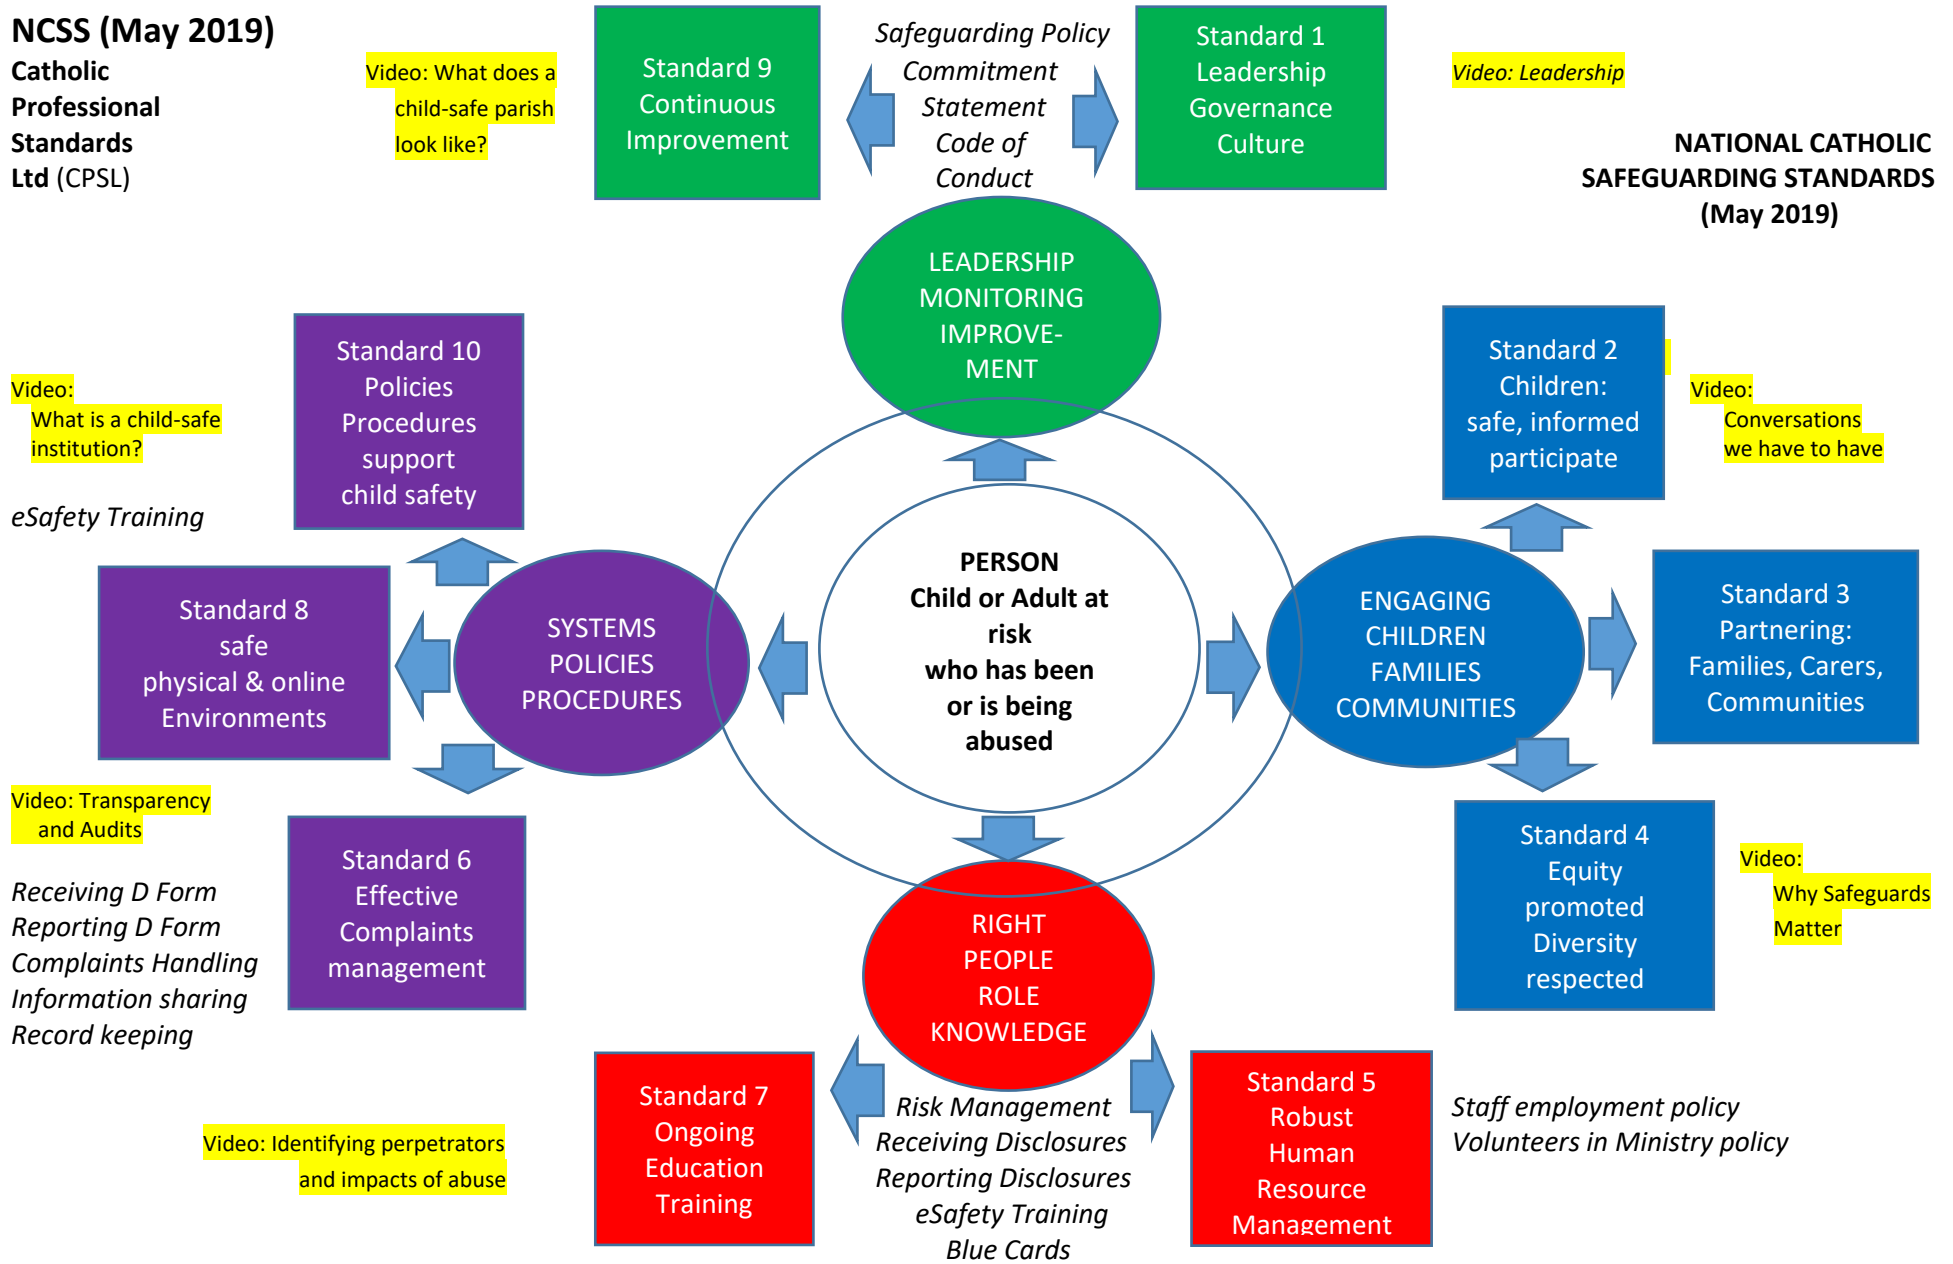 NCSS (May 2019)
Catholic
Professional
Standards
Ltd (CPSL)
Video: What does a
child-safe parish
look like?
Standard 9
Continuous
Improvement
Safeguarding Policy
Commitment
Statement
Code of
Conduct
Standard 1
Leadership
Governance
Culture
Video: Leadership
NATIONAL CATHOLIC
SAFEGUARDING STANDARDS
(May 2019)
LEADERSHIP
MONITORING
IMPROVE-
MENT
Standard 10
Policies
Procedures
support
child safety
Video:
What is a child-safe
institution?
eSafety Training
Standard 2
Children:
safe, informed
participate
Video:
Conversations
we have to have
Standard 8
safe
physical & online
Environments
SYSTEMS
POLICIES
PROCEDURES
PERSON
Child or Adult at
risk
who has been
or is being
abused
ENGAGING
CHILDREN
FAMILIES
COMMUNITIES
Standard 3
Partnering:
Families, Carers,
Communities
Video: Transparency
and Audits
Receiving D Form
Reporting D Form
Complaints Handling
Information sharing
Record keeping
Standard 6
Effective
Complaints
management
RIGHT
PEOPLE
ROLE
KNOWLEDGE
Standard 4
Equity
promoted
Diversity
respected
Video:
Why Safeguards
Matter
Video: Identifying perpetrators
and impacts of abuse
Standard 7
Ongoing
Education
Training
Risk Management
Receiving Disclosures
Reporting Disclosures
eSafety Training
Blue Cards
Standard 5
Robust
Human
Resource
Management
Staff employment policy
Volunteers in Ministry policy